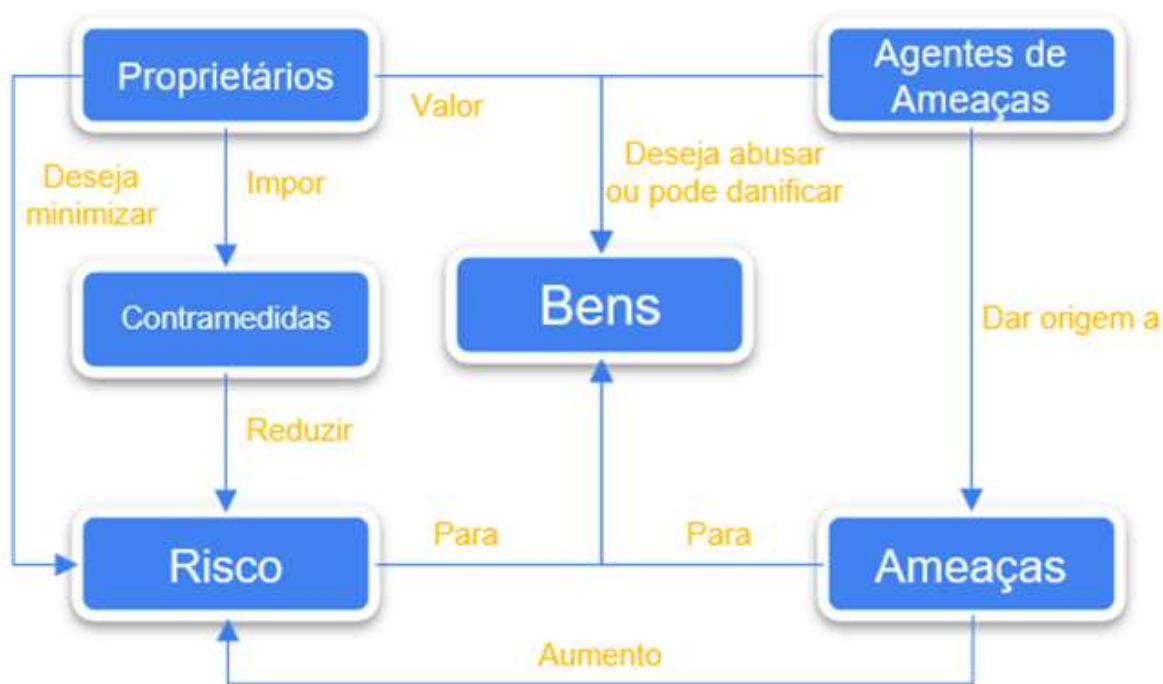 Proprietários
Agentes de
Ameaças
Valor
Deseja
minimizar
Impor
Deseja abusar
ou pode danificar
Contramedidas
Bens
Dar origem a
Reduzir
Risco
Para
Para
Ameaças
Aumento